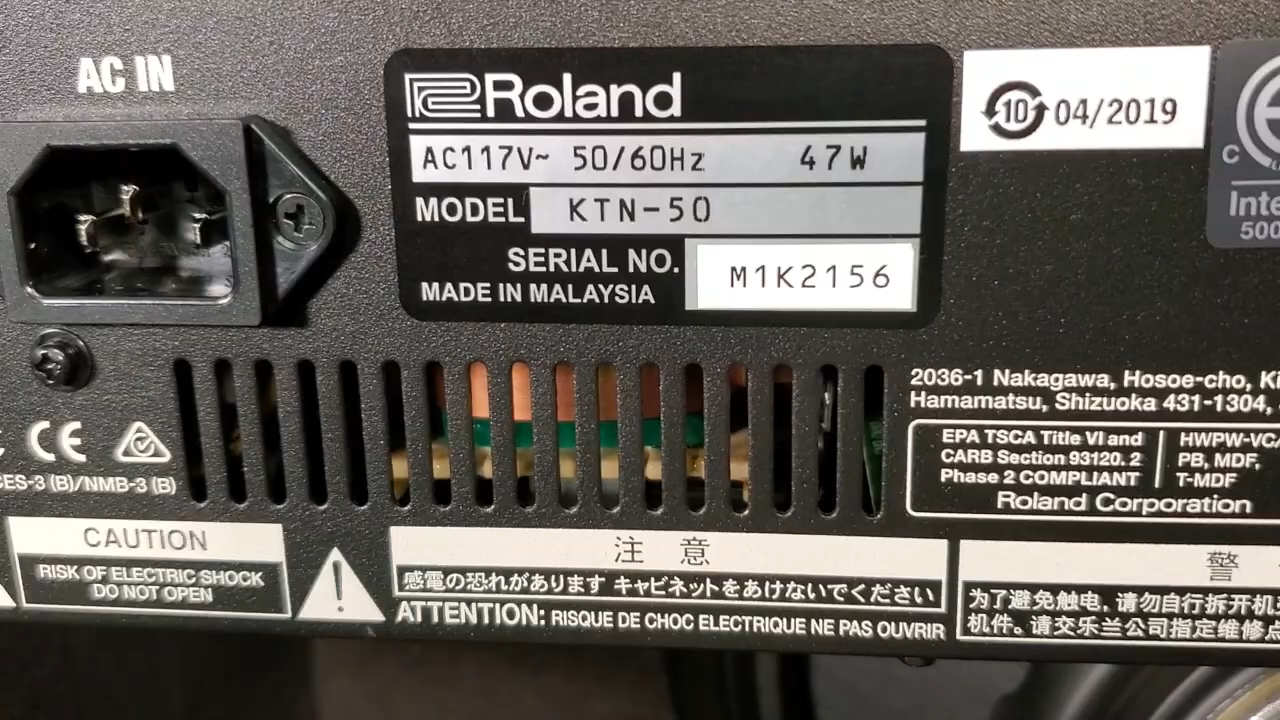 AC IN
Roland
AC117V~ 50/60Hz 47W
MODEL KTN-50
SERIAL NO. M1K2156
MADE IN MALAYSIA
10 04/2019
C
500
2036-1 Nakagawa, Hosoe-cho,
Hamamatsu, Shizuoka 431-1304,
EPA TSCA Title VI and
CARB Section 93120. 2
Phase 2 COMPLIANT
PB, MDF,
T-MDF
Roland Corporation
CE
(B)/NMB-3 (B)
CAUTION
RISK OF ELECTRIC SHOCK
DO NOT OPEN
注 意
感電の恐れがあります キャビネットをあけないでください
ATTENTION: RISQUE DE CHOC ELECTRIQUE NE PAS OUVRIR
警
为了避免触电, 请勿自行拆开机
机件。请交乐兰公司指定维修点